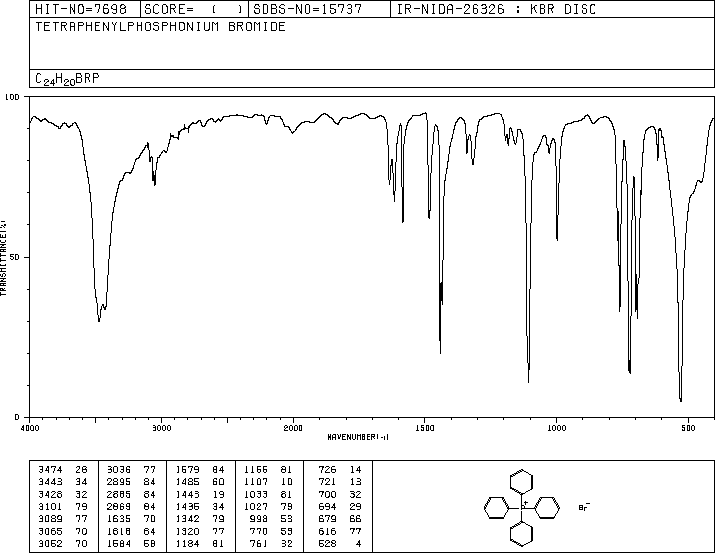 HIT-NO=7698 SCORE= ( ) SDBS-NO=15737 IR-NIDA-26326 : KBR DISC
TETRAPHENYLPHOSPHONIUM BROMIDE
C24H20BRP
100
50
0
TRANSMITTANCE(%)
4000 3000 2000 1500 1000 500
WAVENUMBER(-1)
3474 28 3036 77 1579 84 1166 81 726 14
3443 34 2895 84 1485 60 1107 10 721 13
3428 32 2885 84 1443 19 1033 81 700 32
3101 79 2869 84 1436 34 1027 79 694 29
3089 77 1635 70 1342 79 998 53 679 66
3065 70 1618 64 1320 77 770 59 616 77
3052 70 1584 58 1184 81 761 32 528 4
P+ Br−